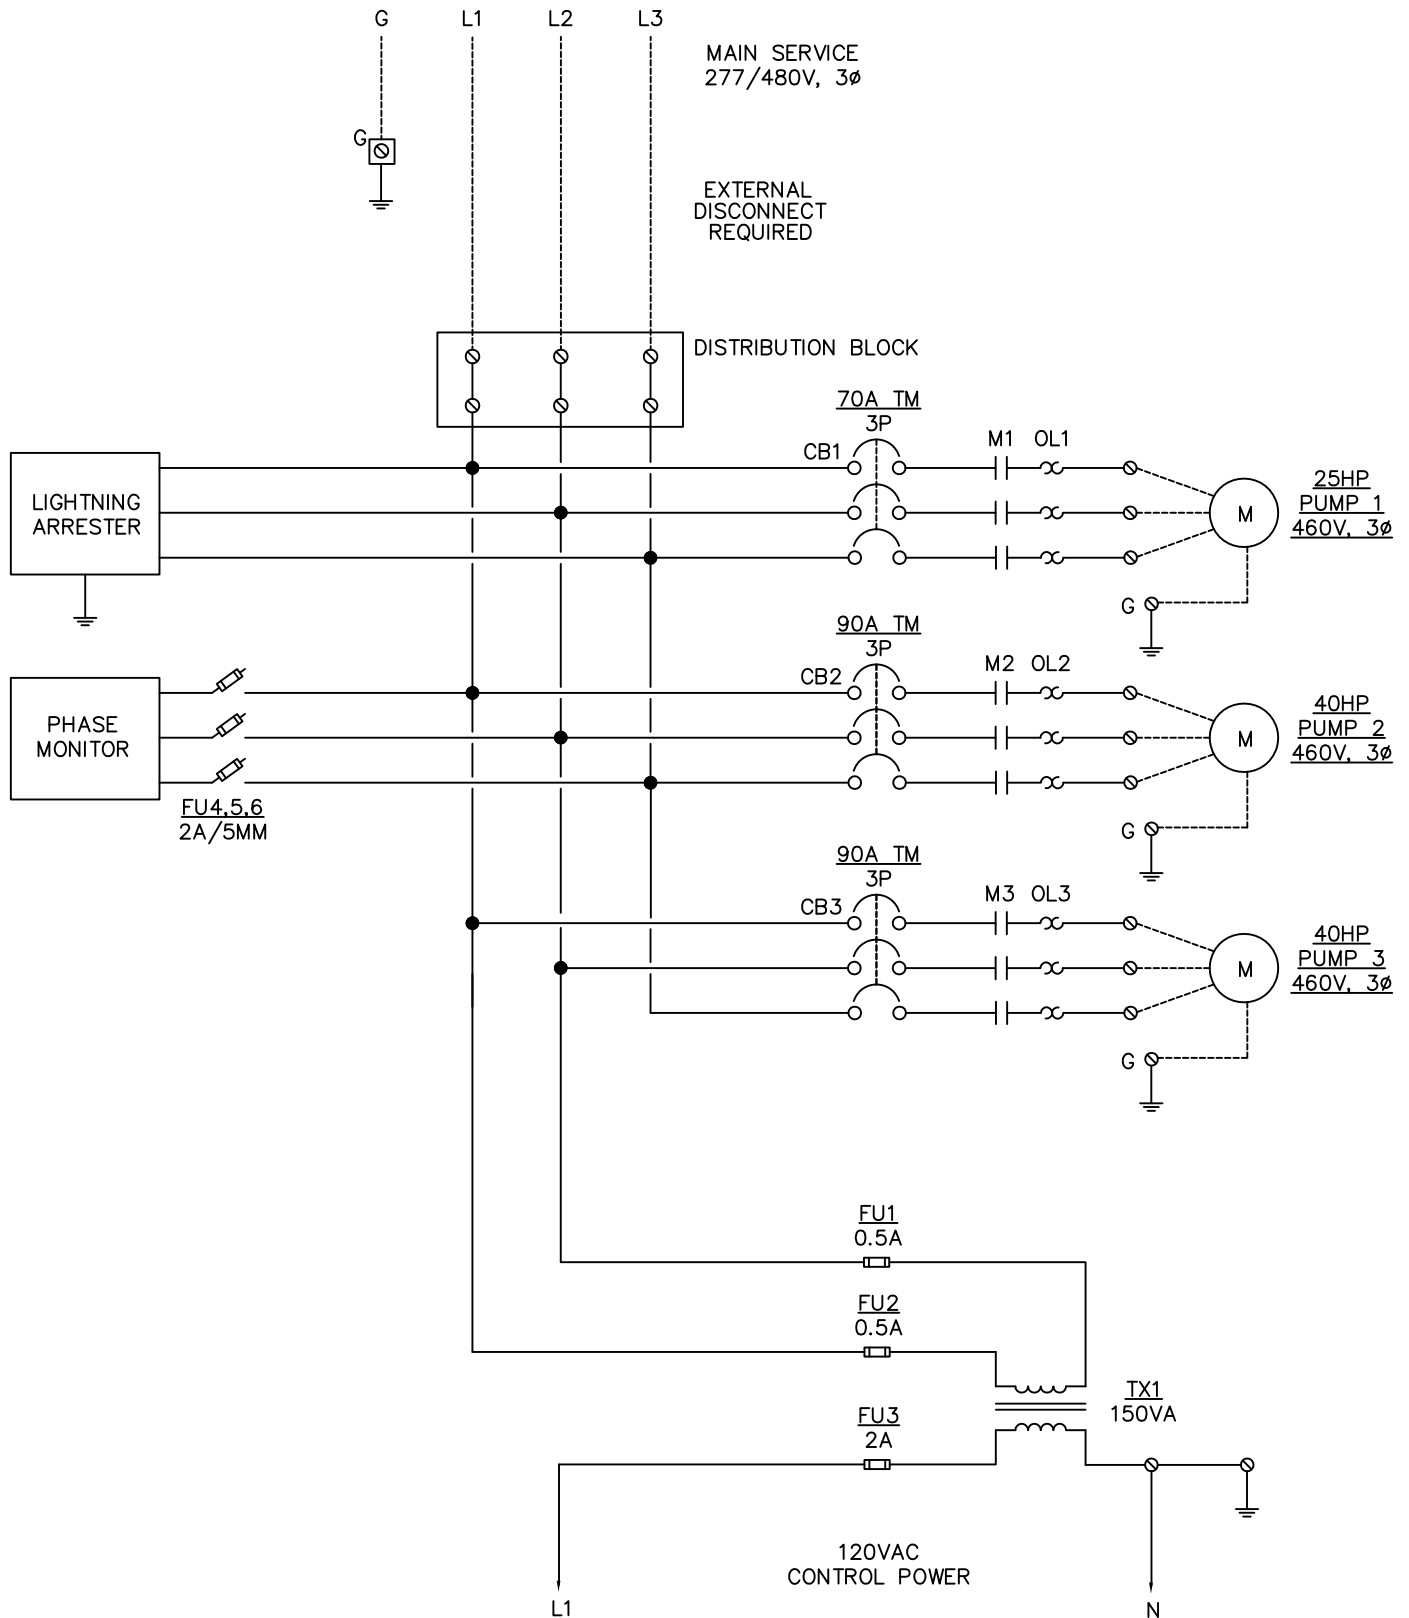 G
L1
L2
L3
MAIN SERVICE
277/480V, 3ø
G
EXTERNAL
DISCONNECT
REQUIRED
DISTRIBUTION BLOCK
70A TM
3P
CB1
M1
OL1
LIGHTNING
ARRESTER
25HP
PUMP 1
460V, 3ø
M
G
90A TM
3P
CB2
M2
OL2
PHASE
MONITOR
40HP
PUMP 2
460V, 3ø
M
FU4,5,6
2A/5MM
G
90A TM
3P
CB3
M3
OL3
40HP
PUMP 3
460V, 3ø
M
G
FU1
0.5A
FU2
0.5A
TX1
150VA
FU3
2A
120VAC
CONTROL POWER
L1
N